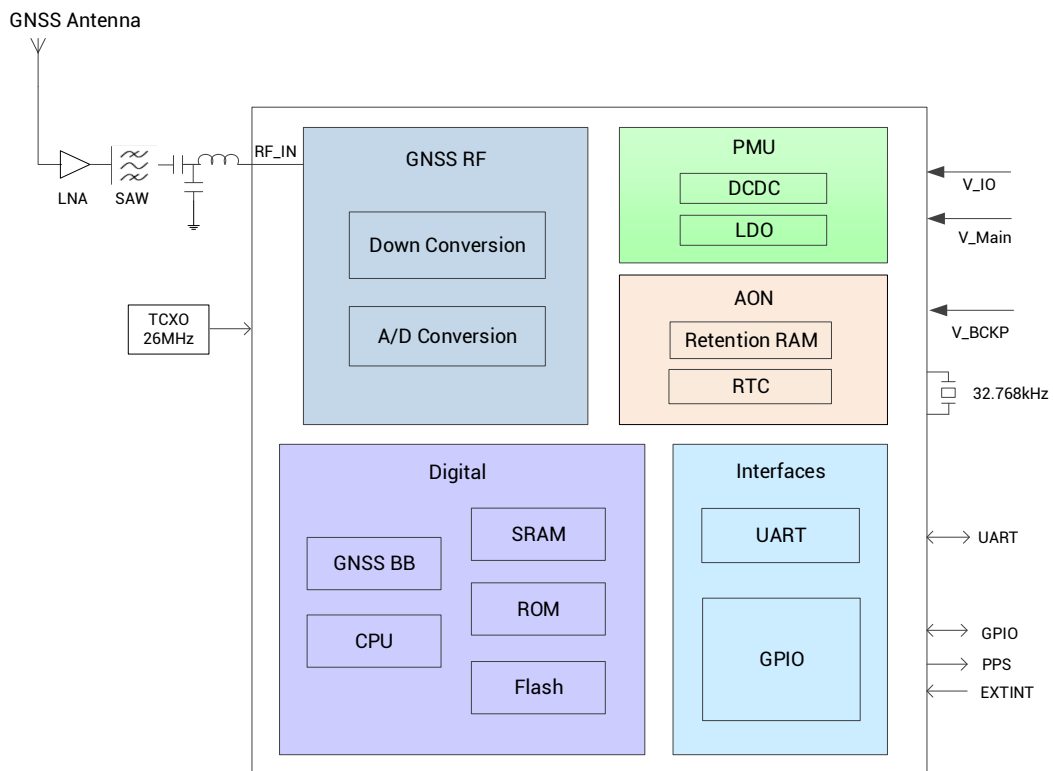 GNSS Antenna
LNA
SAW
RF_IN
GNSS RF
Down Conversion
A/D Conversion
PMU
DCDC
LDO
V_IO
V_Main
TCXO
26MHz
AON
Retention RAM
RTC
V_BCKP
32.768kHz
Digital
GNSS BB
CPU
SRAM
ROM
Flash
Interfaces
UART
GPIO
UART
GPIO
PPS
EXTINT